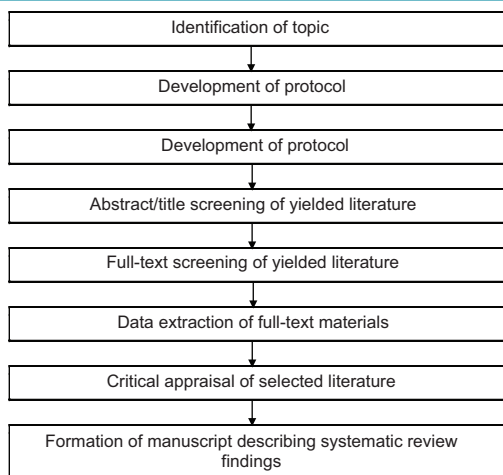 Identification of topic
Development of protocol
Development of protocol
Abstract/title screening of yielded literature
Full-text screening of yielded literature
Data extraction of full-text materials
Critical appraisal of selected literature
Formation of manuscript describing systematic review
findings